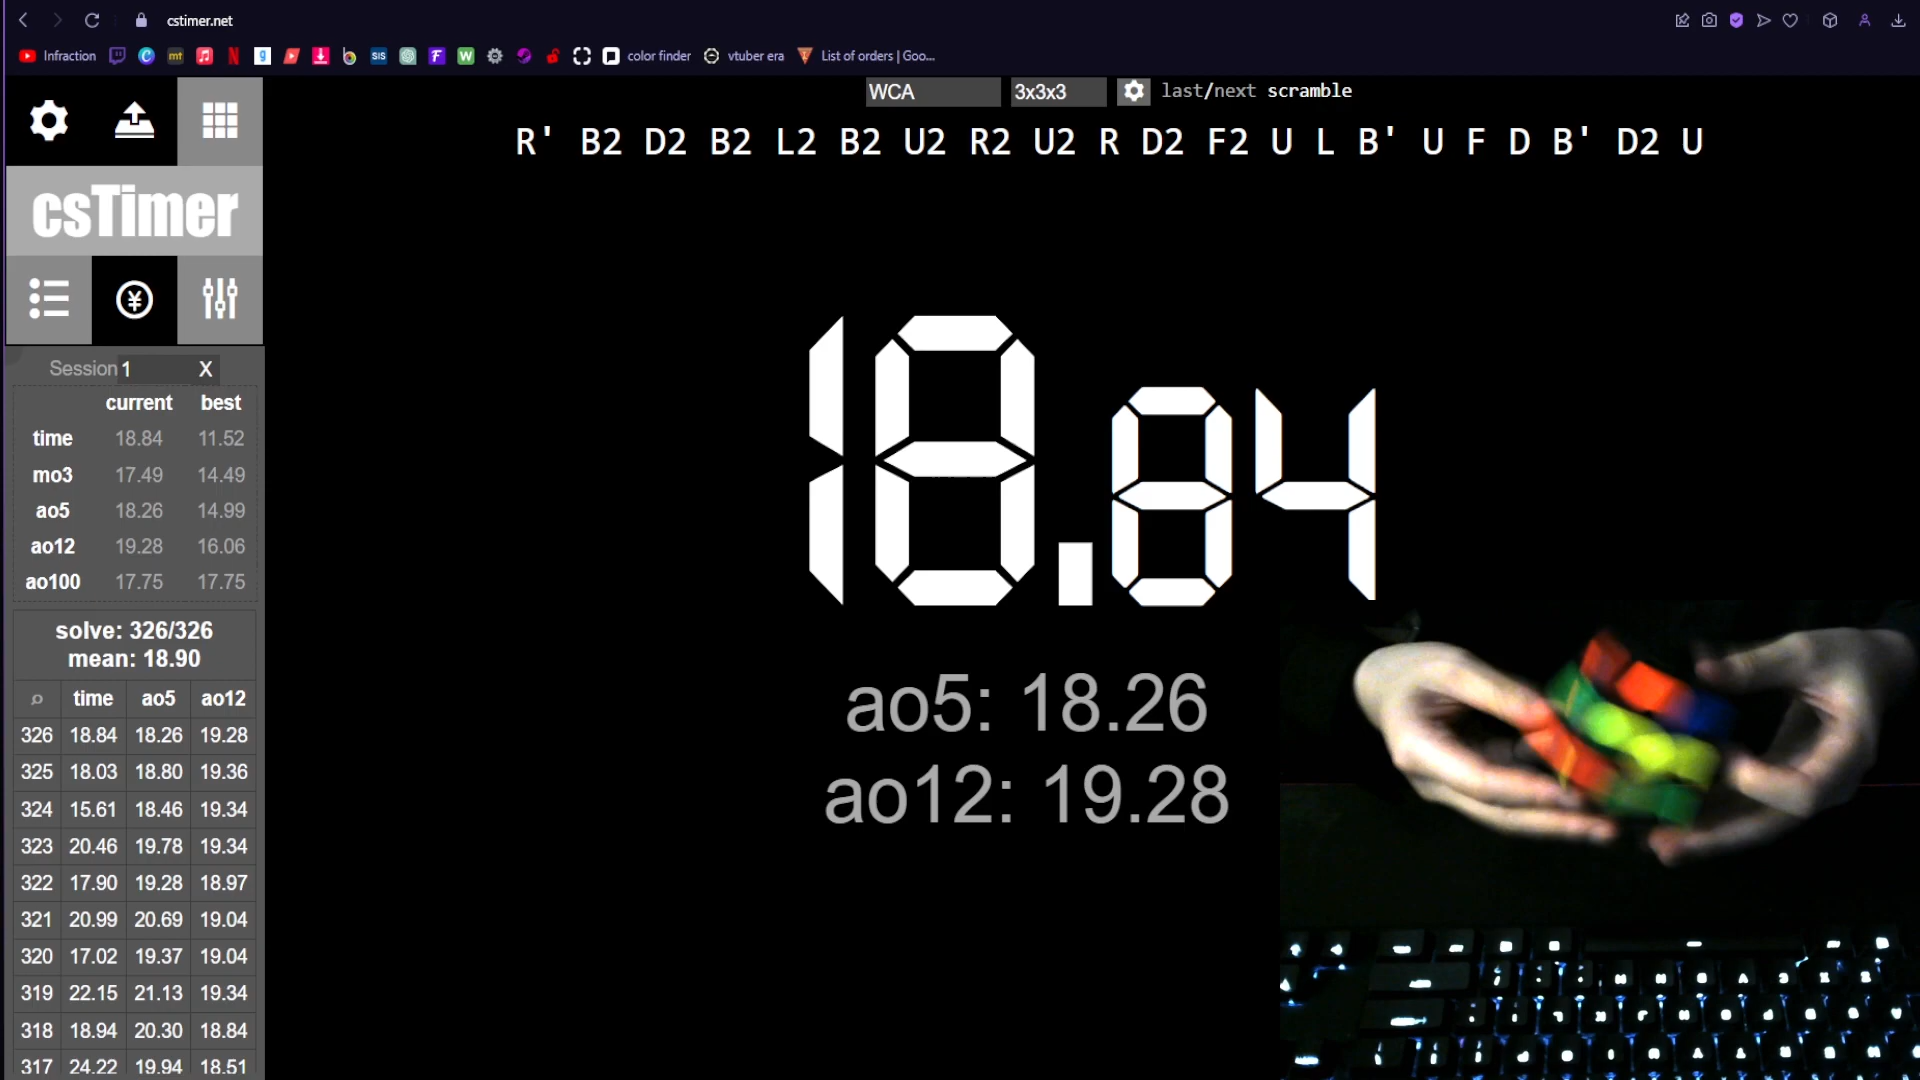 cstimer.net
Infraction
mt
g
SIS
F
W
color finder
vtuber era
List of orders | Goo...
WCA
3x3x3
last/next scramble
R' B2 D2 B2 L2 B2 U2 R2 U2 R D2 F2 U L B' U F D B' D2 U
csTimer
Session 1 X
current best
time 18.84 11.52
mo3 17.49 14.49
ao5 18.26 14.99
ao12 19.28 16.06
ao100 17.75 17.75
solve: 326/326
mean: 18.90
time ao5 ao12
326 18.84 18.26 19.28
325 18.03 18.80 19.36
324 15.61 18.46 19.34
323 20.46 19.78 19.34
322 17.90 19.28 18.97
321 20.99 20.69 19.04
320 17.02 19.37 19.04
319 22.15 21.13 19.34
318 18.94 20.30 18.84
317 24.22 19.94 18.51
18.84
ao5: 18.26
ao12: 19.28